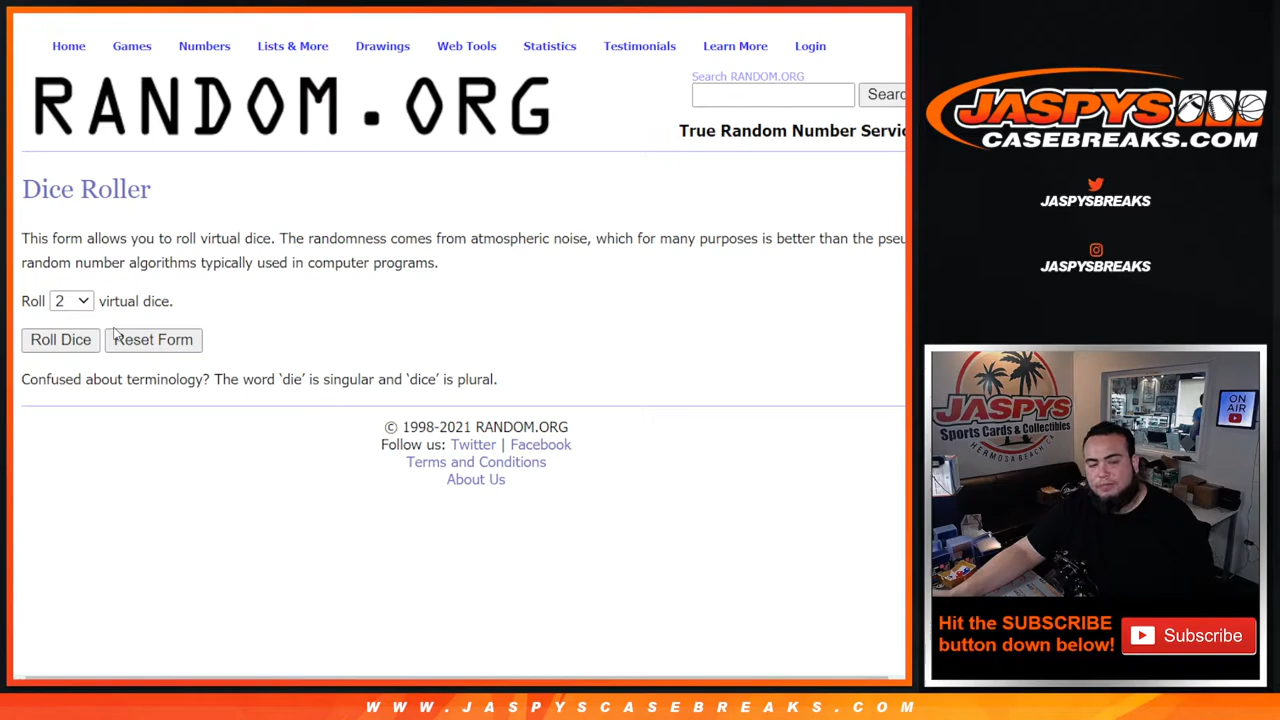 Home Games Numbers Lists & More Drawings Web Tools Statistics Testimonials Learn More Login
RANDOM.ORG
Search RANDOM.ORG
Searc
True Random Number Servic
Dice Roller
This form allows you to roll virtual dice. The randomness comes from atmospheric noise, which for many purposes is better than the pseu
random number algorithms typically used in computer programs.
Roll 2 virtual dice.
Roll Dice Reset Form
Confused about terminology? The word ‘die’ is singular and ‘dice’ is plural.
© 1998-2021 RANDOM.ORG
Follow us: Twitter | Facebook
Terms and Conditions
About Us
JASPYS
CASEBREAKS.COM
JASPYSBREAKS
JASPYSBREAKS
JASPYS
Sports Cards & Collectibles
HERMOSA BEACH, CA
ON
AIR
Hit the SUBSCRIBE
button down below!
Subscribe
WWW.JASPYSCASEBREAKS.COM